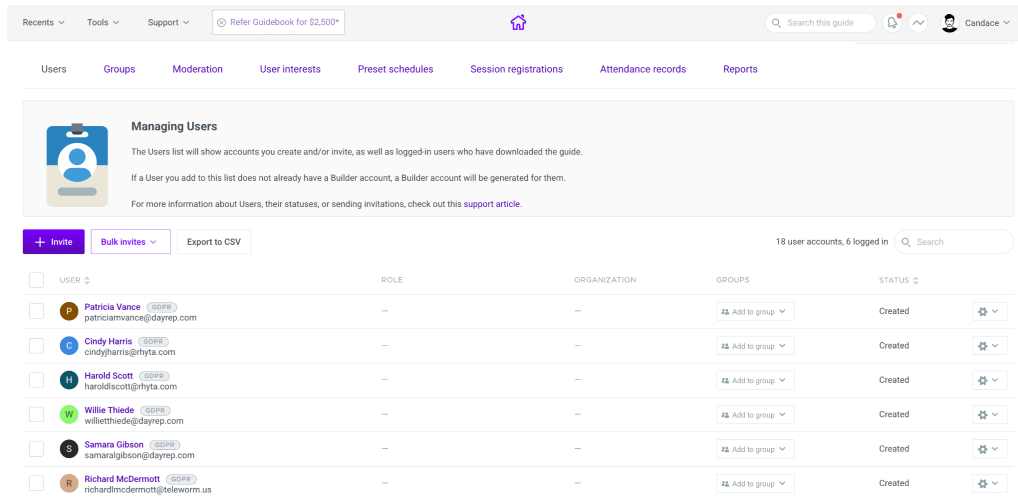 Recents Tools Support Refer Guidebook for $2,500* Search this guide Candace
Users Groups Moderation User interests Preset schedules Session registrations Attendance records Reports
Managing Users
The Users list will show accounts you create and/or invite, as well as logged-in users who have downloaded the guide.
If a User you add to this list does not already have a Builder account, a Builder account will be generated for them.
For more information about Users, their statuses, or sending invitations, check out this support article.
+ Invite Bulk invites Export to CSV 18 user accounts, 6 logged in Search
USER ROLE ORGANIZATION GROUPS STATUS
P Patricia Vance GDPR — — Add to group Created
patriciamvance@dayrep.com
C Cindy Harris GDPR — — Add to group Created
cindyjharris@rhyta.com
H Harold Scott GDPR — — Add to group Created
haroldlscott@rhyta.com
W Willie Thiede GDPR — — Add to group Created
willietthiede@dayrep.com
S Samara Gibson GDPR — — Add to group Created
samaralgibson@dayrep.com
R Richard McDermott GDPR — — Add to group Created
richardlmcdermott@teleworm.us